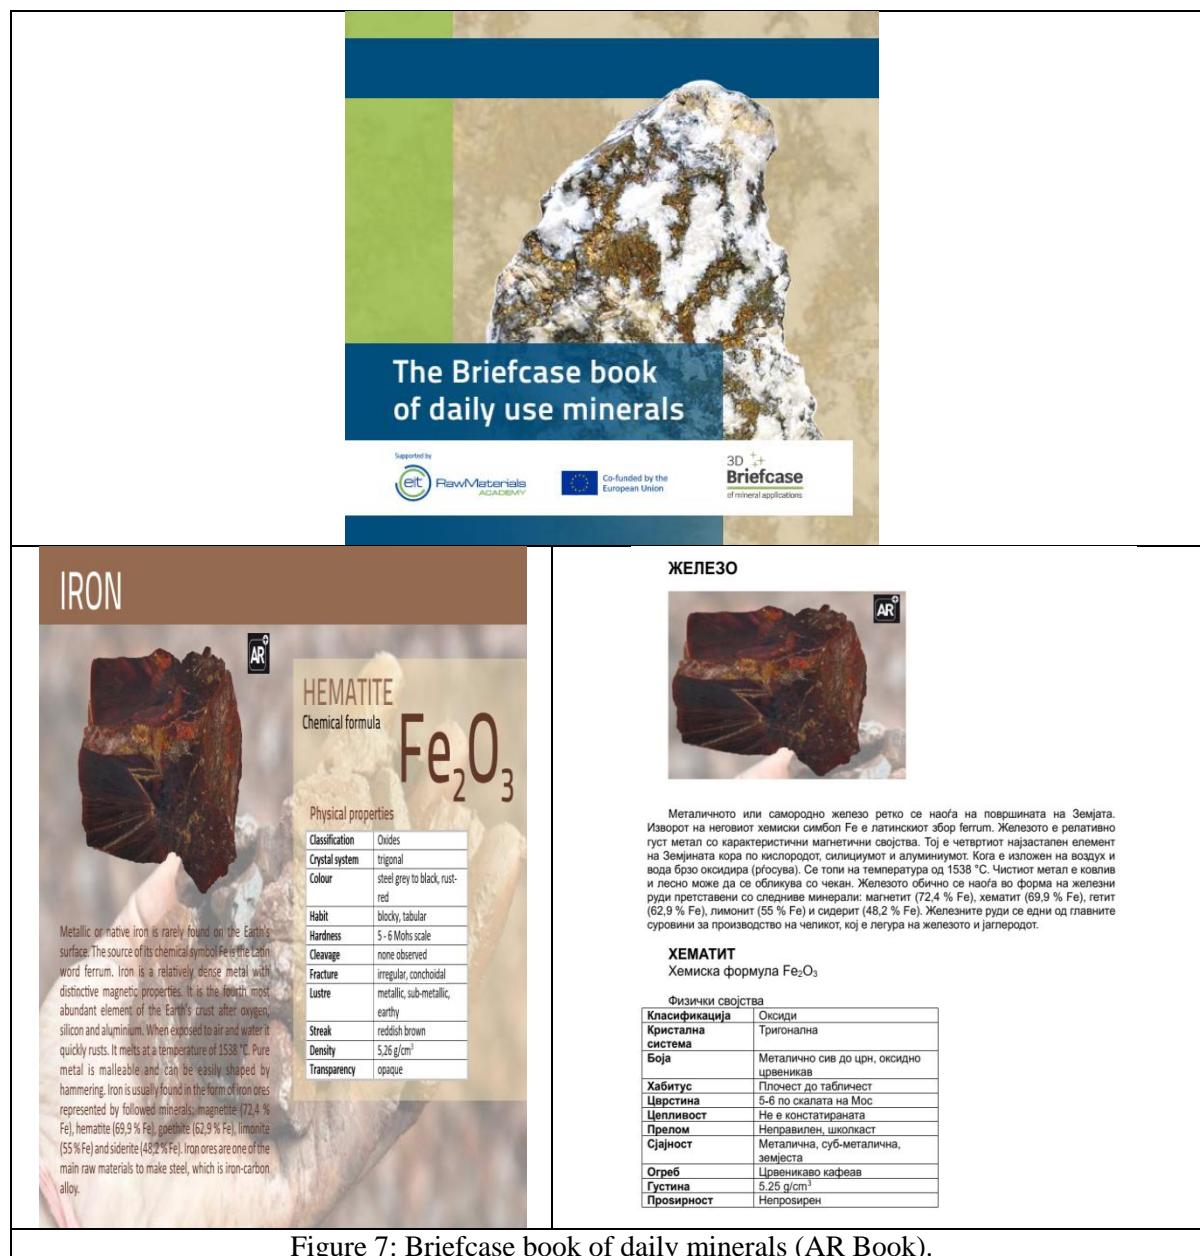 The Briefcase book
of daily use minerals
Supported by
eit RawMaterials
ACADEMY
Co-funded by the
European Union
3D
Briefcase
of mineral applications
IRON
AR
HEMATITE
Chemical formula
Fe₂O₃
Physical properties
Classification Oxides
Crystal system trigonal
Colour steel grey to black, rust-
red
Habit blocky, tabular
Hardness 5 - 6 Mohs scale
Cleavage none observed
Fracture irregular, conchoidal
Lustre metallic, sub-metallic,
earthy
Streak reddish brown
Density 5,26 g/cm³
Transparency opaque
Metallic or native iron is rarely found on the Earth's
surface. The source of its chemical symbol Fe is the Latin
word ferrum. Iron is a relatively dense metal with
distinctive magnetic properties. It is the fourth most
abundant element of the Earth's crust after oxygen,
silicon and aluminium. When exposed to air and water it
quickly rusts. It melts at a temperature of 1538 °C. Pure
metal is malleable and can be easily shaped by
hammering. Iron is usually found in the form of iron ores
represented by followed minerals: magnetite (72,4 %
Fe), hematite (69,9 % Fe), goethite (62,9 % Fe), limonite
(55 % Fe) and siderite (48,2 % Fe). Iron ores are one of the
main raw materials to make steel, which is iron-carbon
alloy.
ЖЕЛЕЗО
AR
Металичното или самородно железо ретко се наоѓа на површината на Земјата.
Изворот на неговиот хемиски симбол Fe е латинскиот збор ferrum. Железото е релативно
густ метал со карактеристични магнетични својства. Тој е четвртиот најзастапен елемент
на Земјината кора по кислородот, силициумот и алуминиумот. Кога е изложен на воздух и
вода брзо оксидира (рѓосува). Се топи на температура од 1538 °C. Чистиот метал е ковлив
и лесно може да се обликува со чекан. Железото обично се наоѓа во форма на железни
руди претставени со следниве минерали: магнетит (72,4 % Fe), хематит (69,9 % Fe), гетит
(62,9 % Fe), лимонит (55 % Fe) и сидерит (48,2 % Fe). Железните руди се едни од главните
суровини за производство на челикот, кој е легура на железото и јаглеродот.
ХЕМАТИТ
Хемиска формула Fe₂O₃
Физички својства
Класификација Оксиди
Кристална Тригонална
система
Боја Металично сив до црн, оксидно
црвеникав
Хабитус Плочест до табличест
Цврстина 5-6 по скалата на Мос
Цепливост Не е констатираната
Прелом Неправилен, школкаст
Сјајност Металична, суб-металична,
земјеста
Огреб Црвеникаво кафеав
Густина 5.25 g/cm³
Проѕирност Непроѕирен
Figure 7: Briefcase book of daily minerals (AR Book).